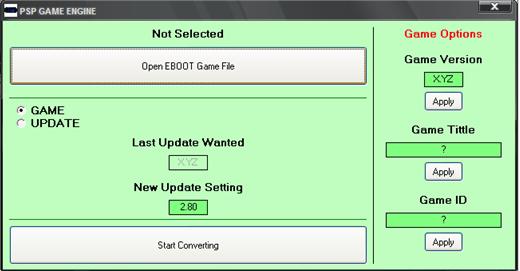 PSP GAME ENGINE
Not Selected
Open EBOOT Game File
GAME
UPDATE
Last Update Wanted
XYZ
New Update Setting
2.80
Start Converting
Game Options
Game Version
XYZ
Apply
Game Tittle
?
Apply
Game ID
?
Apply